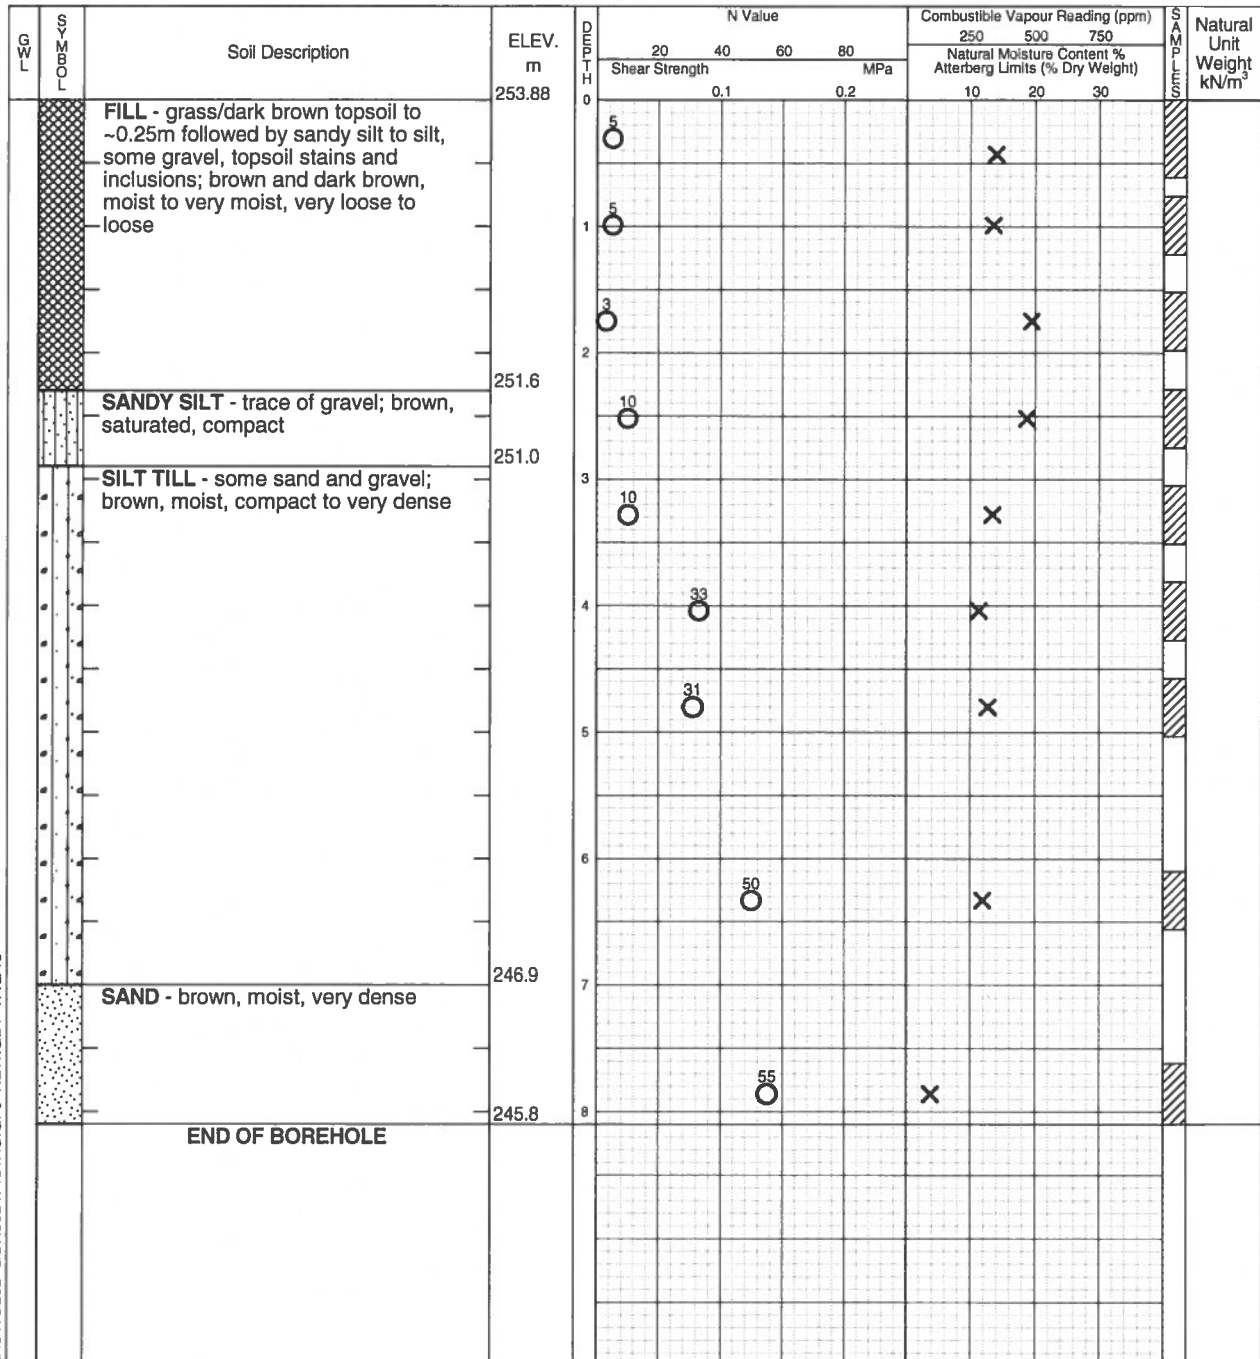 GWL
SYMBOL
Soil Description
ELEV.
m
DEPTH
N Value
20 40 60 80
Shear Strength MPa
0.1 0.2
Combustible Vapour Reading (ppm)
250 500 750
Natural Moisture Content %
Atterberg Limits (% Dry Weight)
10 20 30
SAMPLES
Natural
Unit
Weight
kN/m³
253.88
0
FILL - grass/dark brown topsoil to
~0.25m followed by sandy silt to silt,
some gravel, topsoil stains and
inclusions; brown and dark brown,
moist to very moist, very loose to
loose
5
5
1
3
2
251.6
SANDY SILT - trace of gravel; brown,
saturated, compact
10
251.0
SILT TILL - some sand and gravel;
brown, moist, compact to very dense
3
10
33
4
31
5
6
50
246.9
7
SAND - brown, moist, very dense
55
245.8
8
END OF BOREHOLE